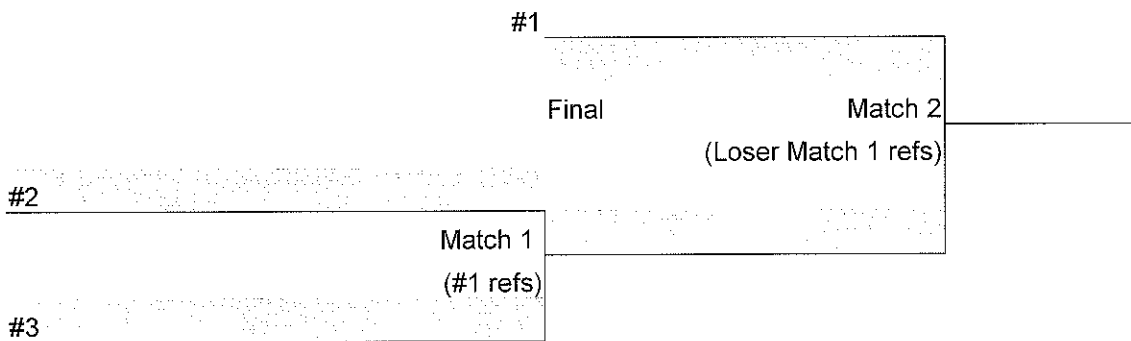 #1
Final
Match 2
(Loser Match 1 refs)
#2
Match 1
(#1 refs)
#3